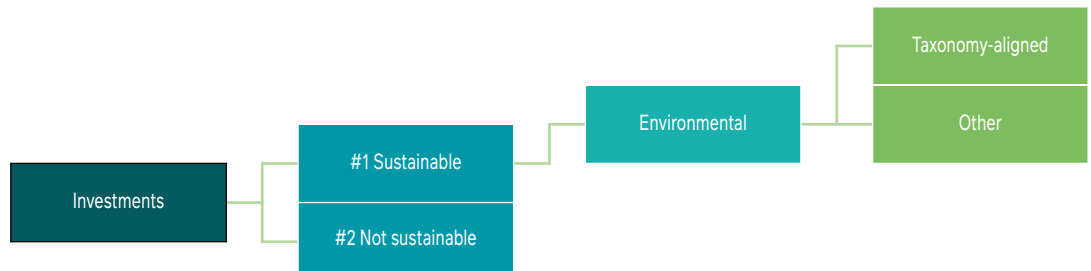 Investments
#1 Sustainable
#2 Not sustainable
Environmental
Taxonomy-aligned
Other